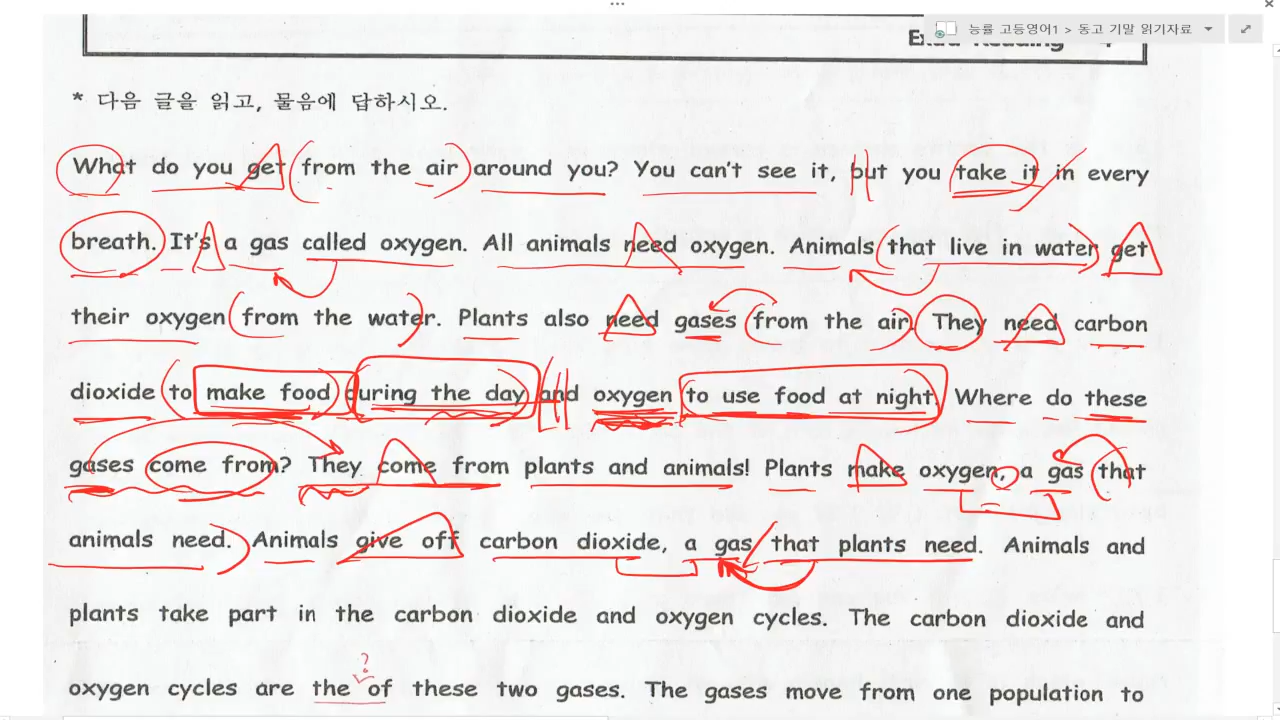 능률 고등영어1 > 동고 기말 읽기자료
* 다음 글을 읽고, 물음에 답하시오.
What do you get from the air around you? You can't see it, but you take it in every
breath. It's a gas called oxygen. All animals need oxygen. Animals that live in water get
their oxygen from the water. Plants also need gases from the air. They need carbon
dioxide to make food during the day and oxygen to use food at night. Where do these
gases come from? They come from plants and animals! Plants make oxygen, a gas that
animals need. Animals give off carbon dioxide, a gas that plants need. Animals and
plants take part in the carbon dioxide and oxygen cycles. The carbon dioxide and
?
oxygen cycles are the of these two gases. The gases move from one population to